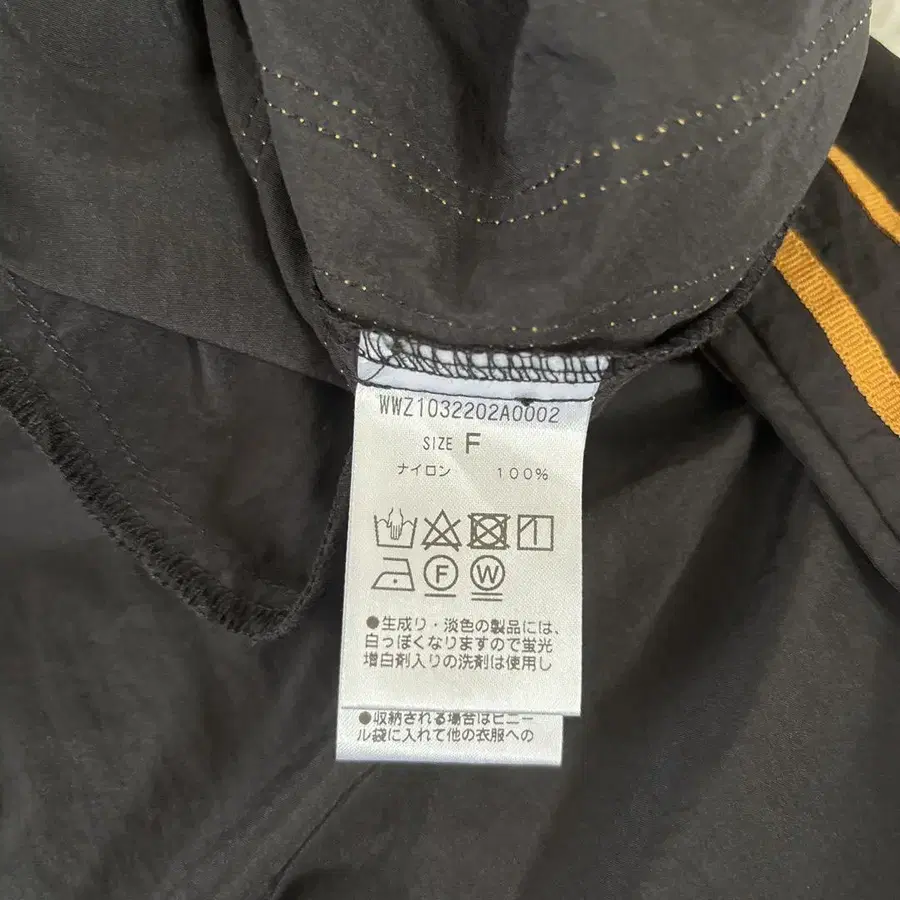 WWZ1032202A0002
SIZE F
ナイロン 100%
F W
●生成り・淡色の製品には、
白っぽくなりますので蛍光
増白剤入りの洗剤は使用し
●収納される場合はビニー
ル袋に入れて他の衣服への